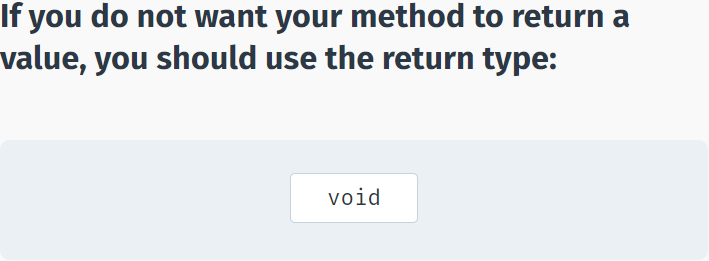 If you do not want your method to return a
value, you should use the return type:
void